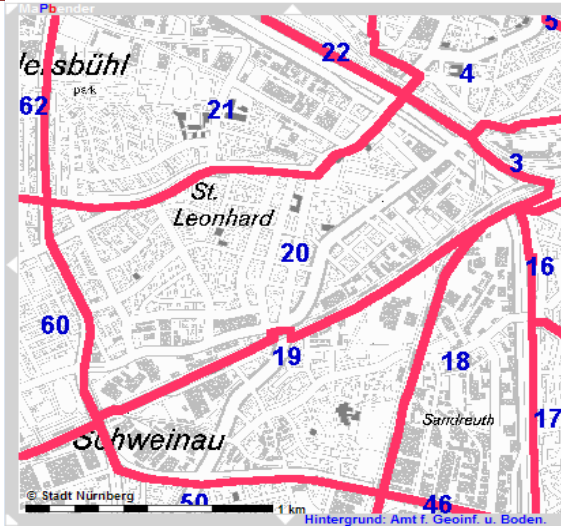 MaPbender
5
22
4
lersbühl
park
62
21
3
St.
Leonhard
20
16
60
19
18
17
Sandreuth
Schweinau
© Stadt Nürnberg
50
46
1 km
Hintergrund: Amt f. Geoinf. u. Boden.